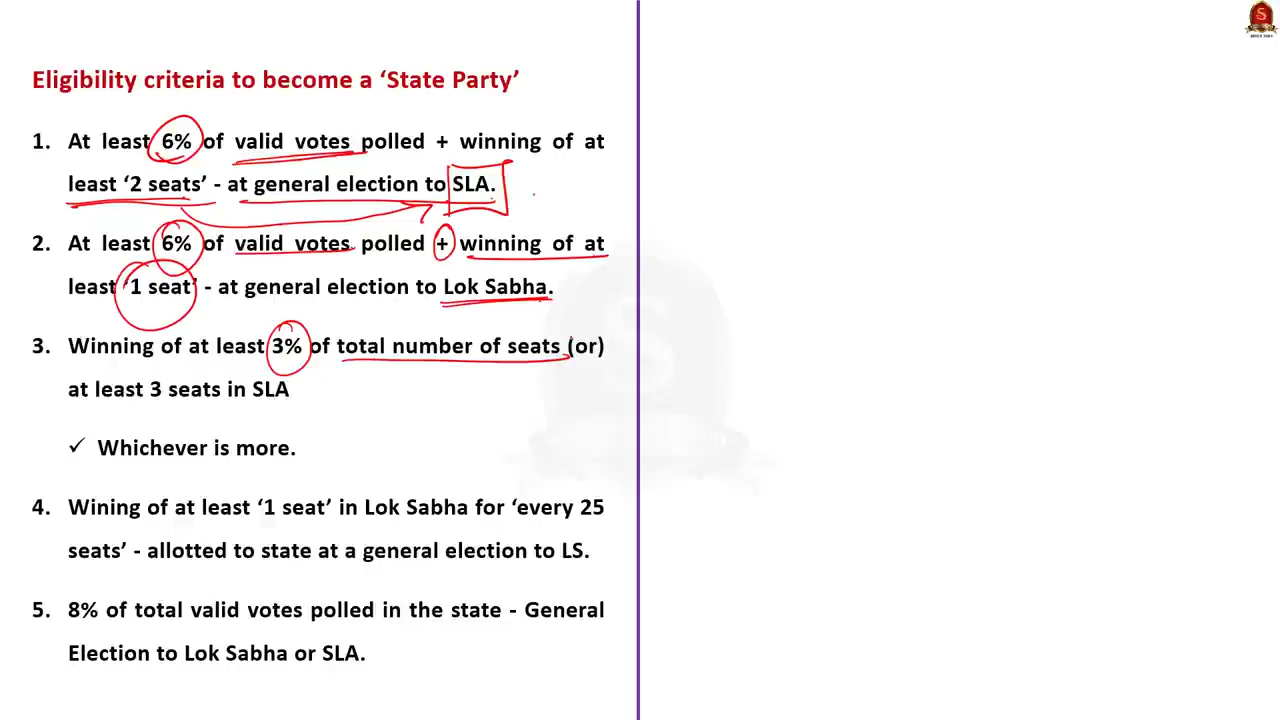 Eligibility criteria to become a ‘State Party’
1. At least 6% of valid votes polled + winning of at
least ‘2 seats’ - at general election to SLA.
2. At least 6% of valid votes polled + winning of at
least ‘1 seat’ - at general election to Lok Sabha.
3. Winning of at least 3% of total number of seats (or)
at least 3 seats in SLA
✓ Whichever is more.
4. Wining of at least ‘1 seat’ in Lok Sabha for ‘every 25
seats’ - allotted to state at a general election to LS.
5. 8% of total valid votes polled in the state - General
Election to Lok Sabha or SLA.
S